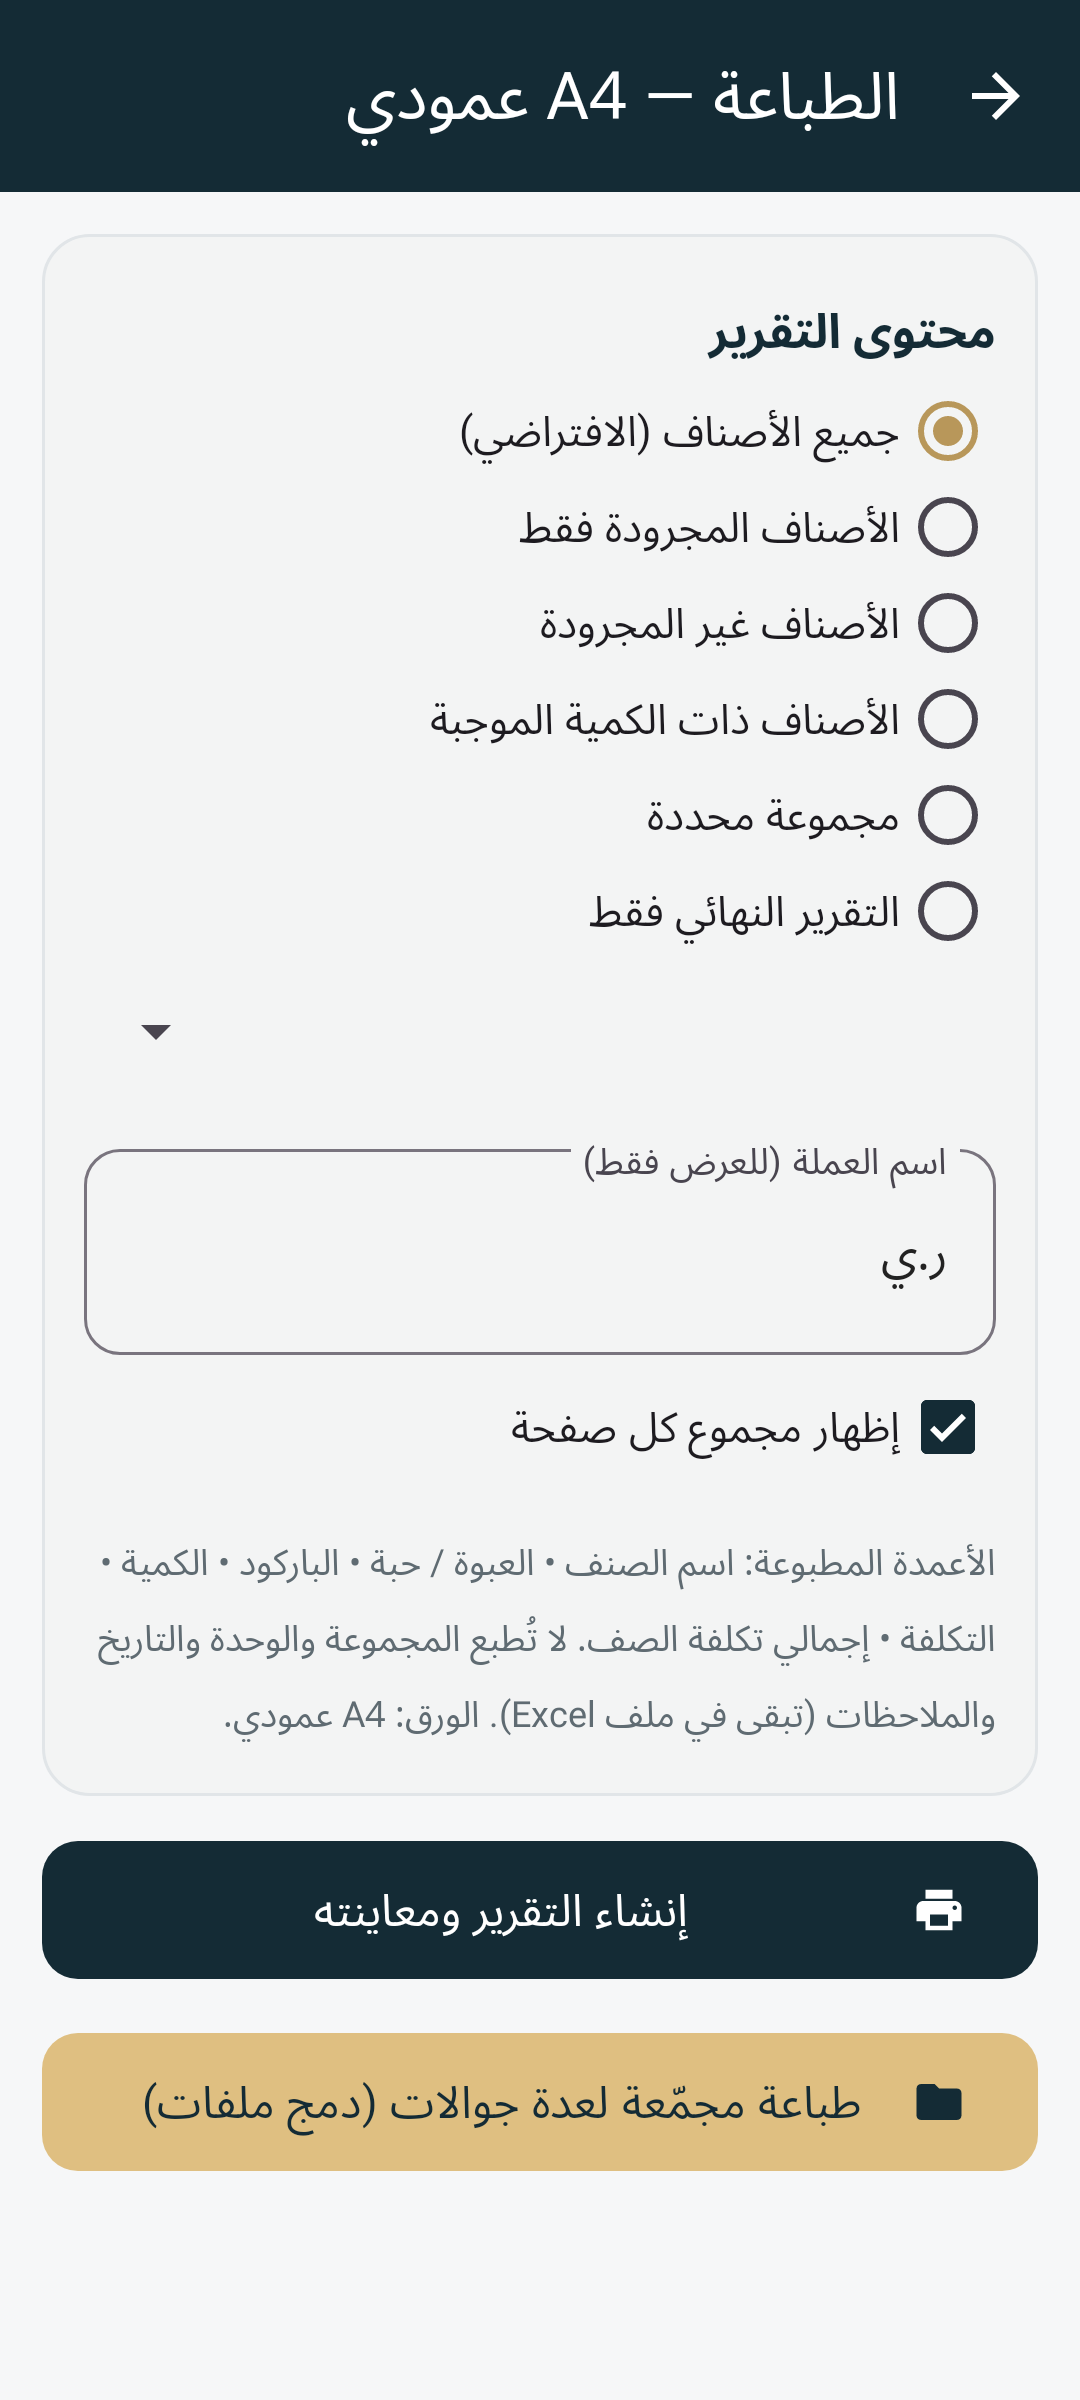 الطباعة – A4 عمودي
محتوى التقرير
جميع الأصناف (الافتراضي)
الأصناف المجرودة فقط
الأصناف غير المجرودة
الأصناف ذات الكمية الموجبة
مجموعة محددة
التقرير النهائي فقط
اسم العملة (للعرض فقط)
ر.ي
إظهار مجموع كل صفحة
الأعمدة المطبوعة: اسم الصنف • العبوة / حبة • الباركود • الكمية •
التكلفة • إجمالي تكلفة الصف. لا تُطبع المجموعة والوحدة والتاريخ
والملاحظات (تبقى في ملف Excel). الورق: A4 عمودي.
إنشاء التقرير ومعاينته
طباعة مجمّعة لعدة جوالات (دمج ملفات)